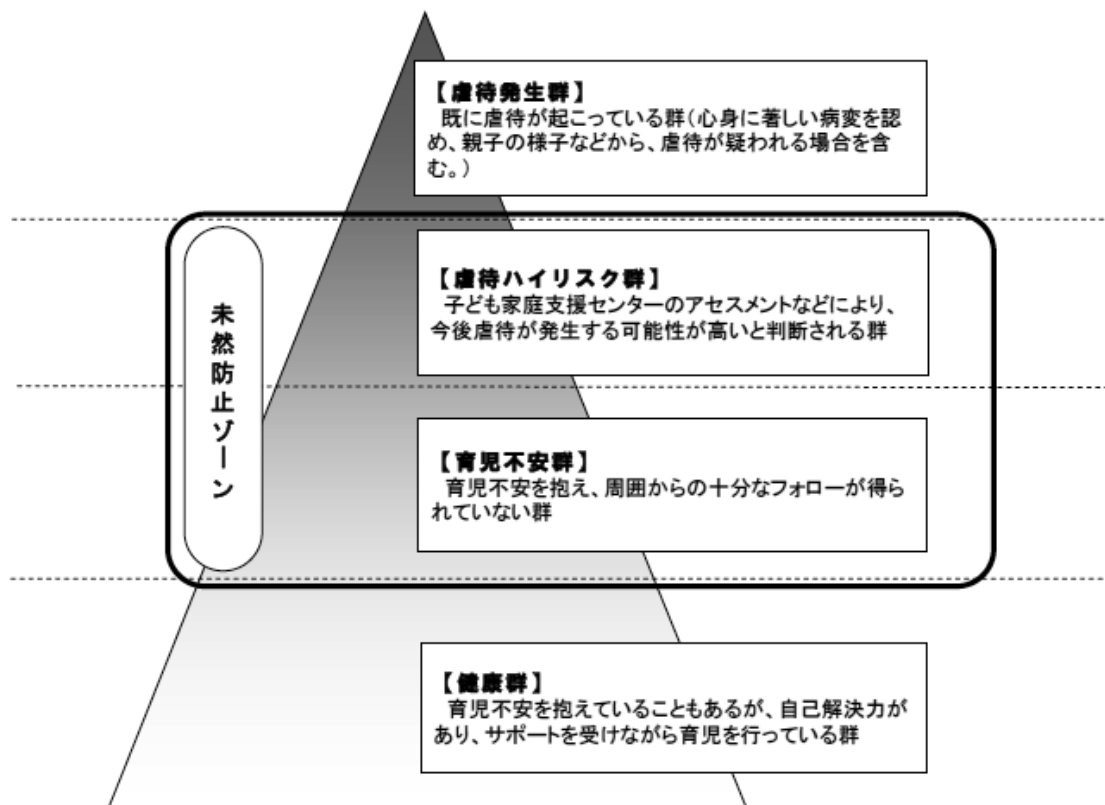 【虐待発生群】
既に虐待が起こっている群（心身に著しい病変を認
め、親子の様子などから、虐待が疑われる場合を含
む。）
未然防止ゾーン
【虐待ハイリスク群】
子ども家庭支援センターのアセスメントなどにより、
今後虐待が発生する可能性が高いと判断される群
【育児不安群】
育児不安を抱え、周囲からの十分なフォローが得ら
れていない群
【健康群】
育児不安を抱えていることもあるが、自己解決力が
あり、サポートを受けながら育児を行っている群